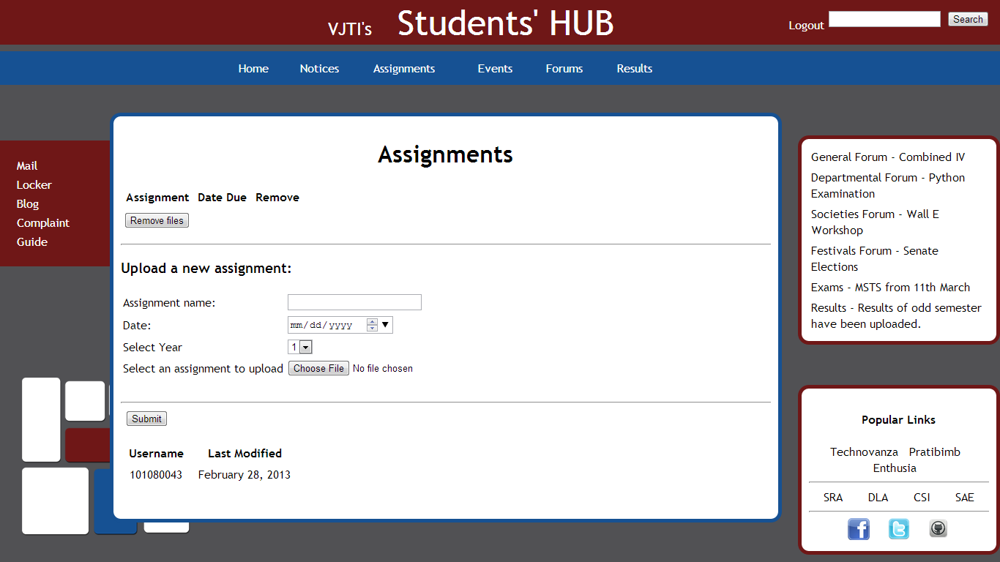 VJTI's Students' HUB
Logout Search
Home Notices Assignments Events Forums Results
Mail
Locker
Blog
Complaint
Guide
Assignments
Assignment Date Due Remove
Remove files
Upload a new assignment:
Assignment name:
Date: mm/dd/yyyy
Select Year 1
Select an assignment to upload Choose File No file chosen
Submit
Username Last Modified
101080043 February 28, 2013
General Forum - Combined IV
Departmental Forum - Python
Examination
Societies Forum - Wall E
Workshop
Festivals Forum - Senate
Elections
Exams - MSTS from 11th March
Results - Results of odd semester
have been uploaded.
Popular Links
Technovanza Pratibimb
Enthusia
SRA DLA CSI SAE